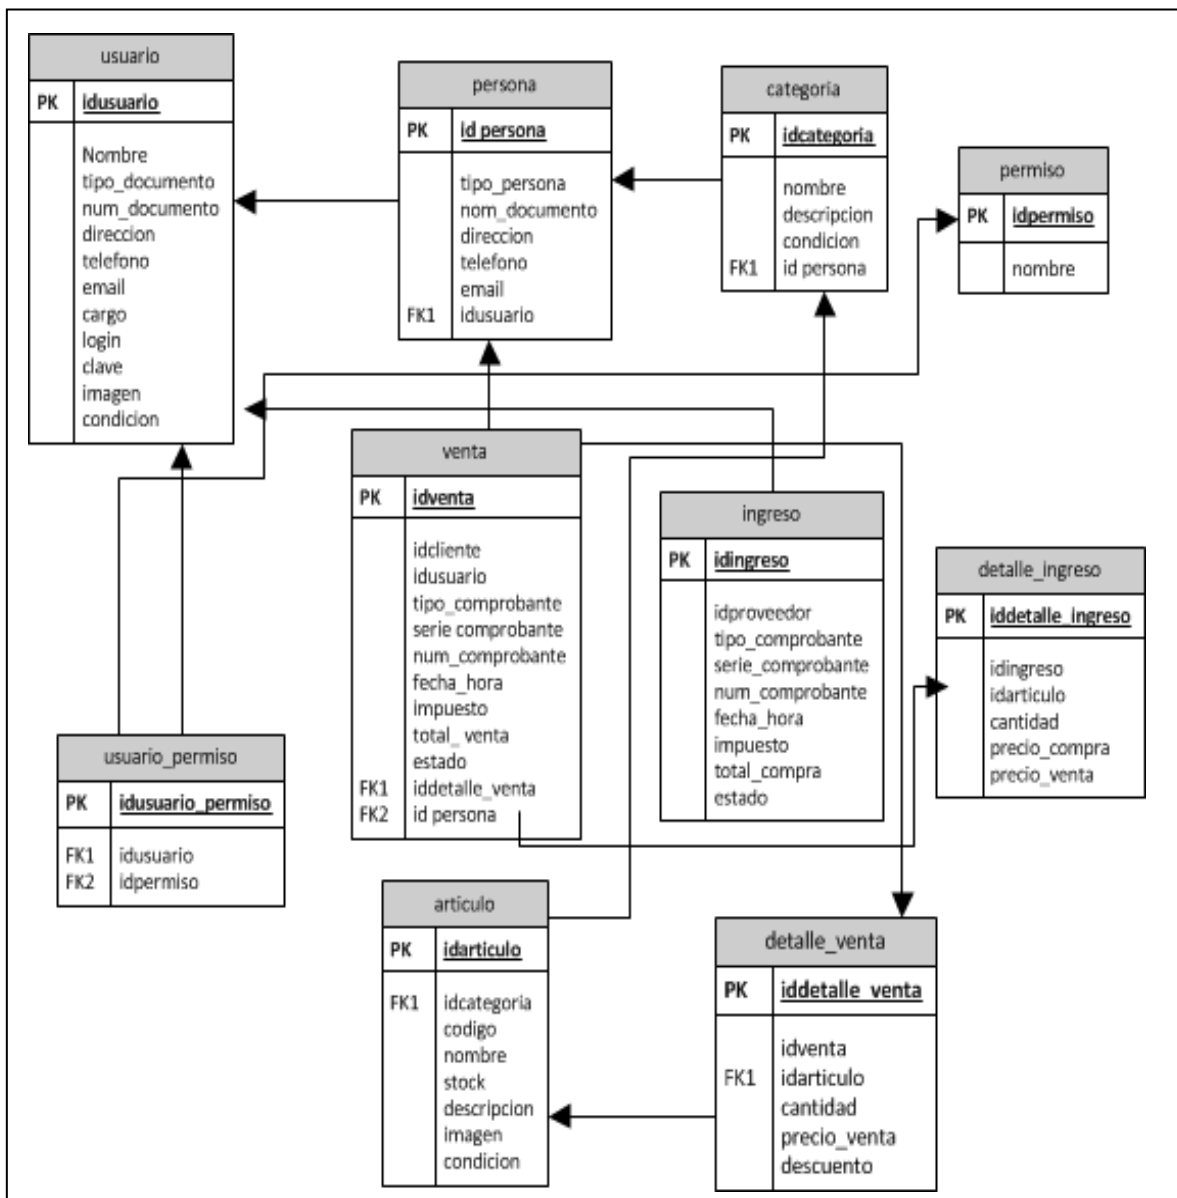 usuario
PK idusuario
Nombre
tipo_documento
num_documento
direccion
telefono
email
cargo
login
clave
imagen
condicion
persona
PK id persona
tipo_persona
nom_documento
direccion
telefono
email
FK1 idusuario
categoria
PK idcategoria
nombre
descripcion
condicion
FK1 id persona
permiso
PK idpermiso
nombre
venta
PK idventa
idcliente
idusuario
tipo_comprobante
serie comprobante
num_comprobante
fecha_hora
impuesto
total_ venta
estado
FK1 iddetalle_venta
FK2 id persona
ingreso
PK idingreso
idproveedor
tipo_comprobante
serie_comprobante
num_comprobante
fecha_hora
impuesto
total_compra
estado
detalle_ingreso
PK iddetalle_ingreso
idingreso
idarticulo
cantidad
precio_compra
precio_venta
usuario_permiso
PK idusuario_permiso
FK1 idusuario
FK2 idpermiso
articulo
PK idarticulo
FK1 idcategoria
codigo
nombre
stock
descripcion
imagen
condicion
detalle_venta
PK iddetalle_venta
idventa
FK1 idarticulo
cantidad
precio_venta
descuento